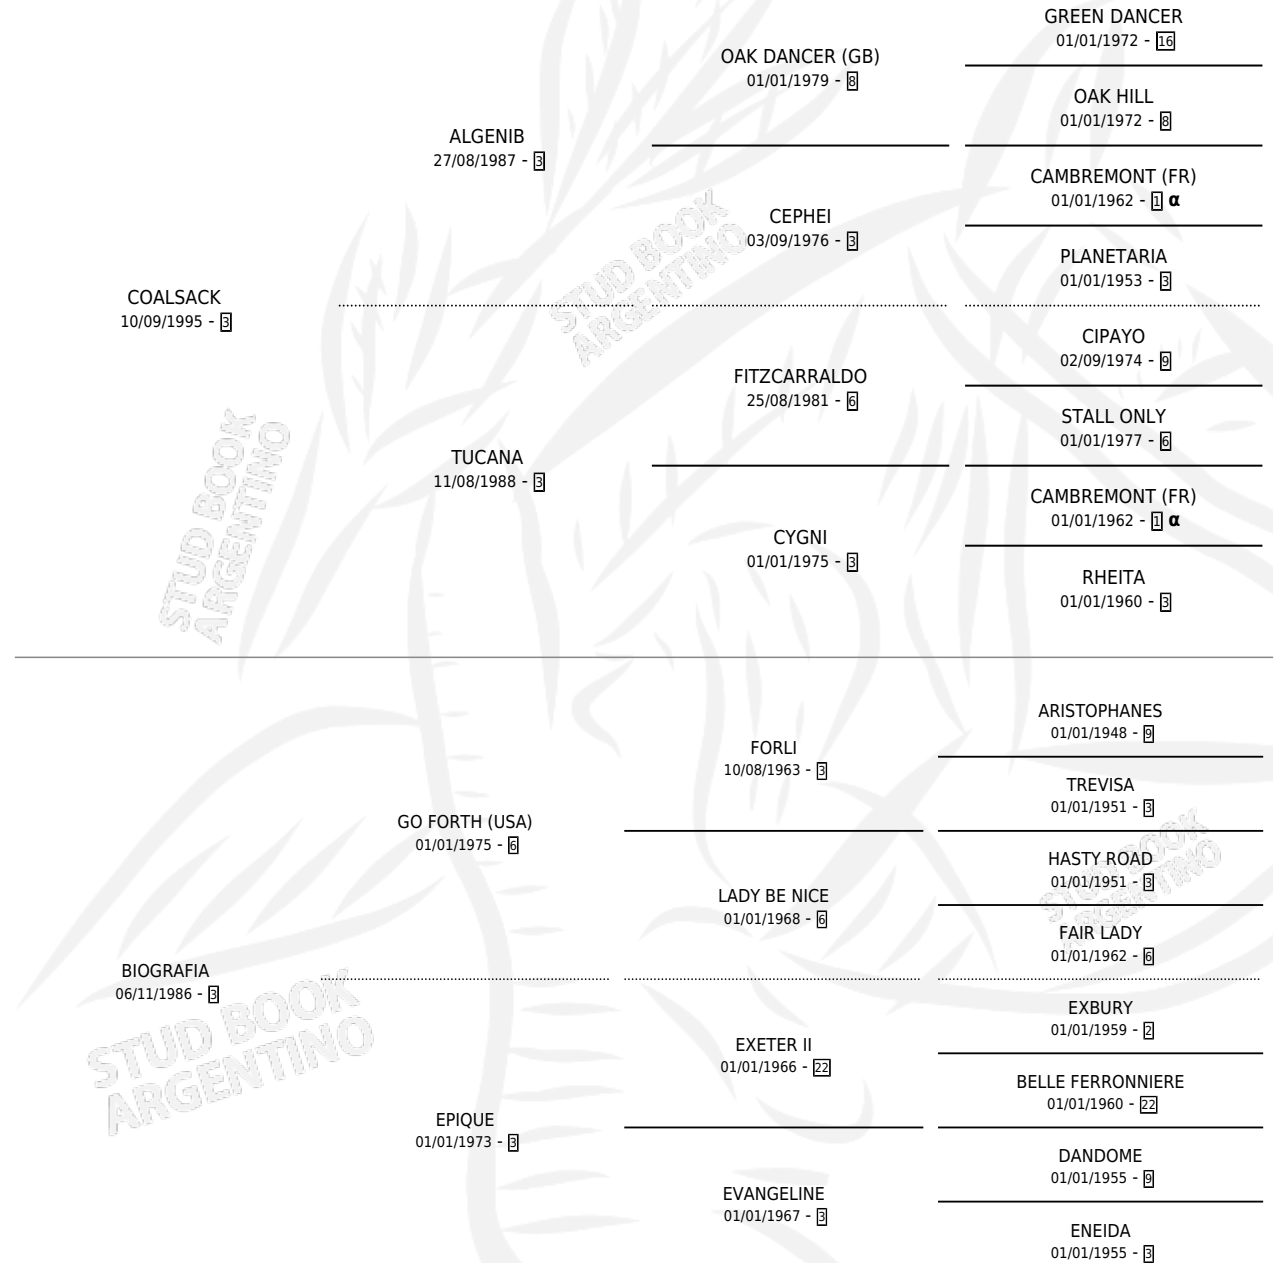 GREEN DANCER
01/01/1972 - 16
OAK DANCER (GB)
01/01/1979 - 8
OAK HILL
01/01/1972 - 8
ALGENIB
27/08/1987 - 3
CAMBREMONT (FR)
01/01/1962 - 1 α
CEPHEI
03/09/1976 - 3
PLANETARIA
01/01/1953 - 3
COALSACK
10/09/1995 - 3
CIPAYO
02/09/1974 - 9
FITZCARRALDO
25/08/1981 - 6
STALL ONLY
01/01/1977 - 6
TUCANA
11/08/1988 - 3
CAMBREMONT (FR)
01/01/1962 - 1 α
CYGNI
01/01/1975 - 3
RHEITA
01/01/1960 - 3
STUD BOOK
ARGENTINO
STUD BOOK
ARGENTINO
ARISTOPHANES
01/01/1948 - 9
FORLI
10/08/1963 - 3
TREVISA
01/01/1951 - 3
GO FORTH (USA)
01/01/1975 - 6
HASTY ROAD
01/01/1951 - 3
LADY BE NICE
01/01/1968 - 6
FAIR LADY
01/01/1962 - 6
BIOGRAFIA
06/11/1986 - 3
EXBURY
01/01/1959 - 2
EXETER II
01/01/1966 - 22
BELLE FERRONNIERE
01/01/1960 - 22
EPIQUE
01/01/1973 - 3
DANDOME
01/01/1955 - 9
EVANGELINE
01/01/1967 - 3
ENEIDA
01/01/1955 - 3
STUD BOOK
ARGENTINO
STUD BOOK
ARGENTINO